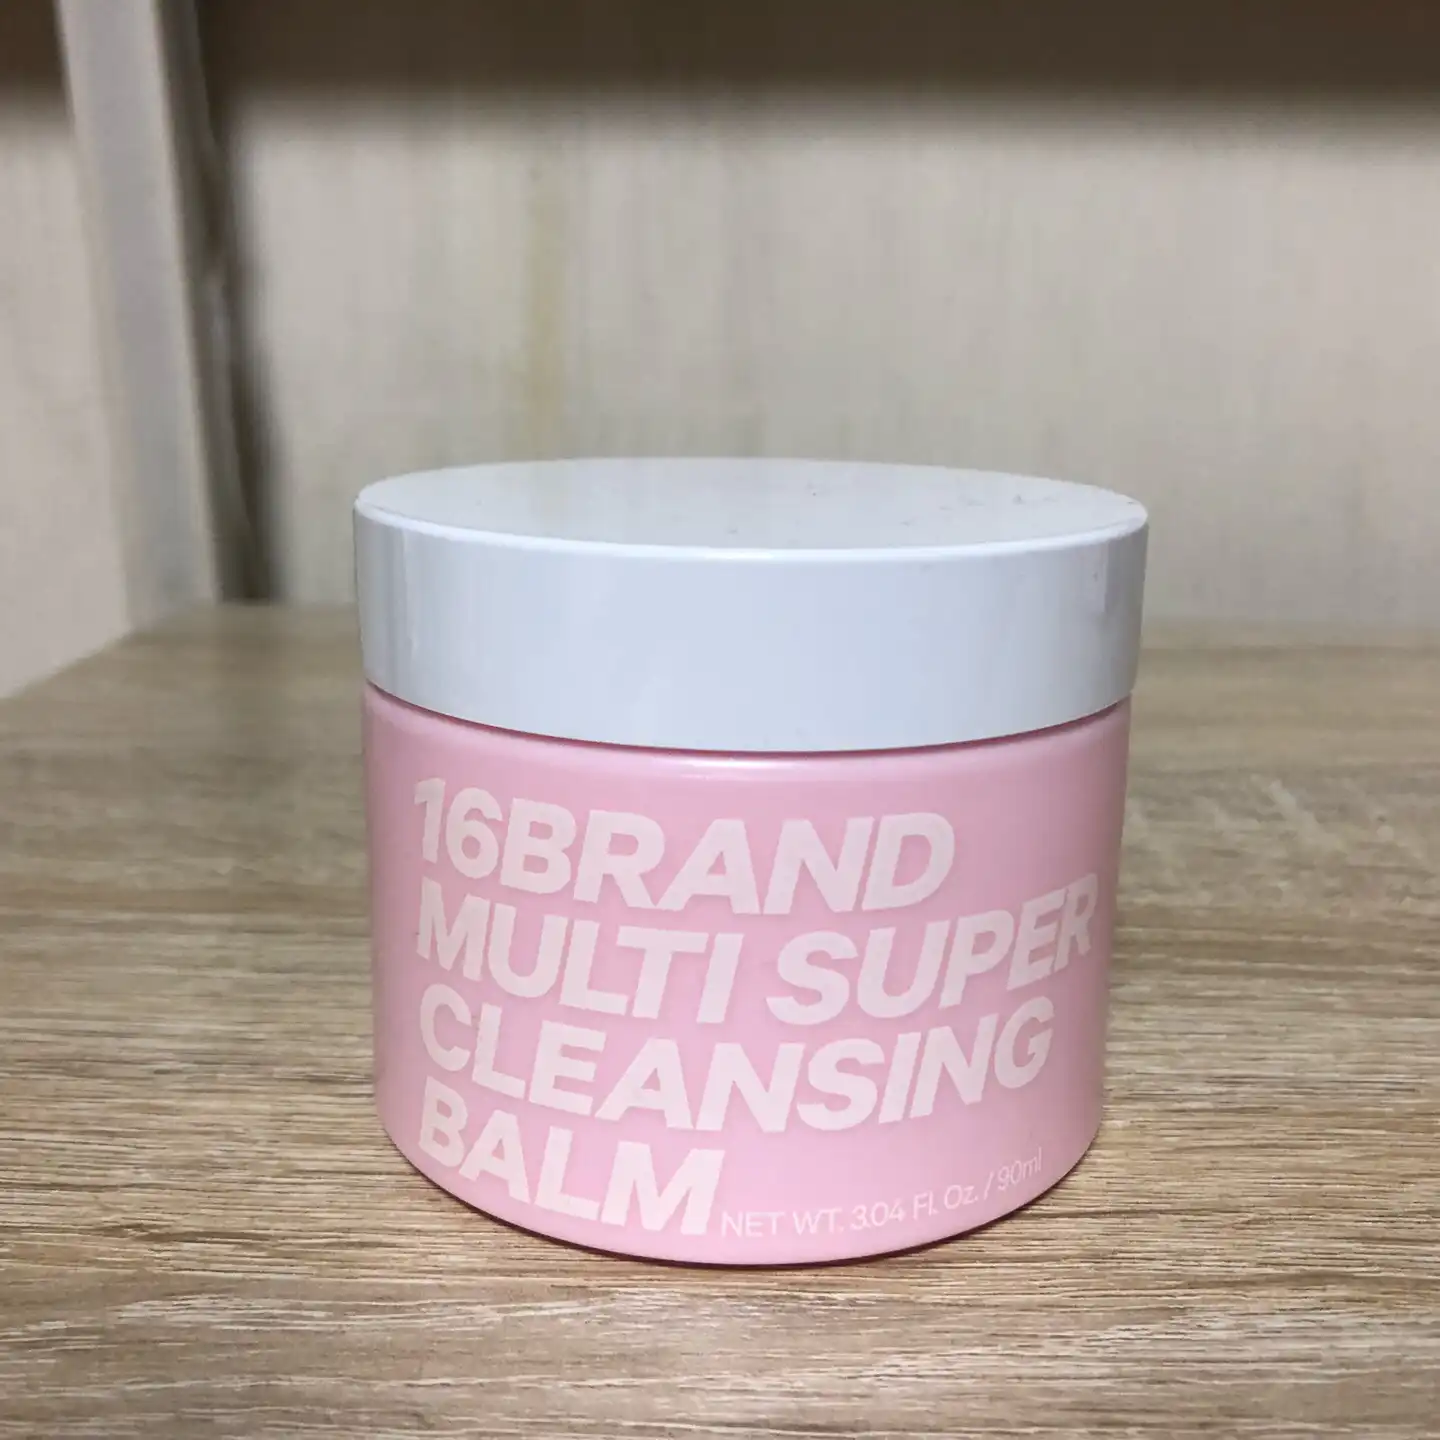 16BRAND
MULTI SUPER
CLEANSING
BALM
NET WT. 3.04 Fl. Oz. / 90ml